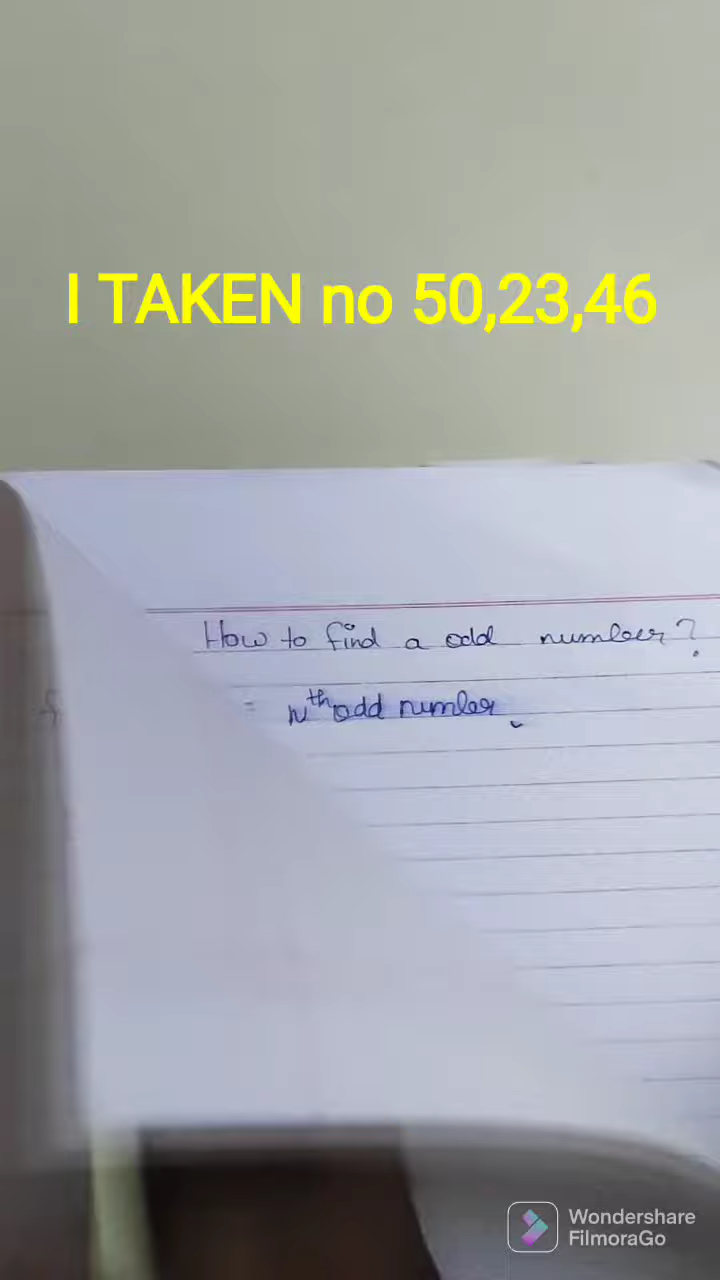 I TAKEN no 50,23,46
How to find a odd number?
= nth odd number.
Wondershare
FilmoraGo